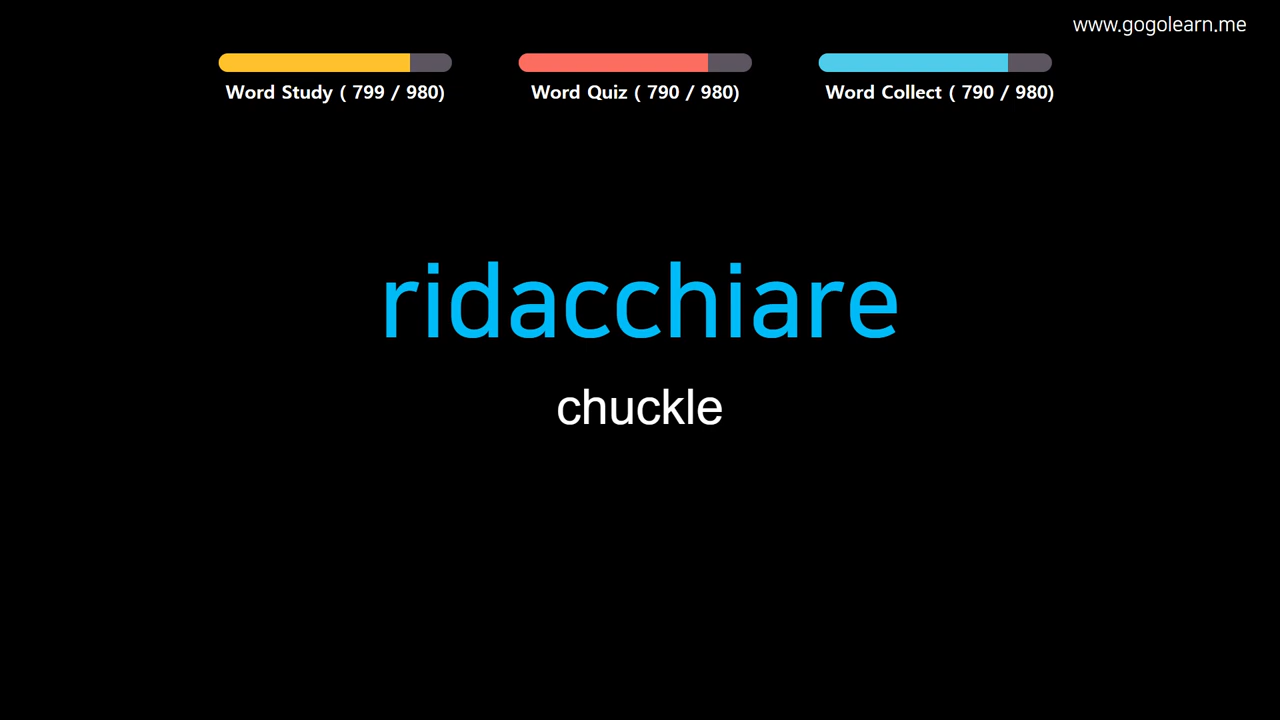 www.gogolearn.me
Word Study ( 799 / 980)
Word Quiz ( 790 / 980)
Word Collect ( 790 / 980)
ridacchiare
chuckle